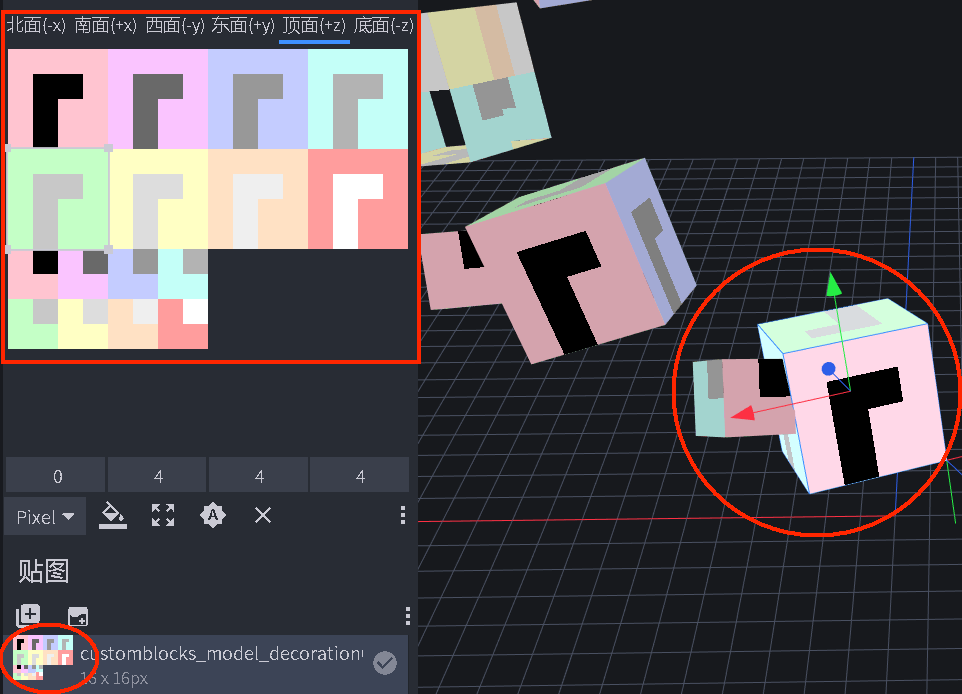 北面(-x) 南面(+x) 西面(-y) 东面(+y) 顶面(+z) 底面(-z)
0 4 4 4
Pixel
A
贴图
customblocks_model_decoration
16 x 16px